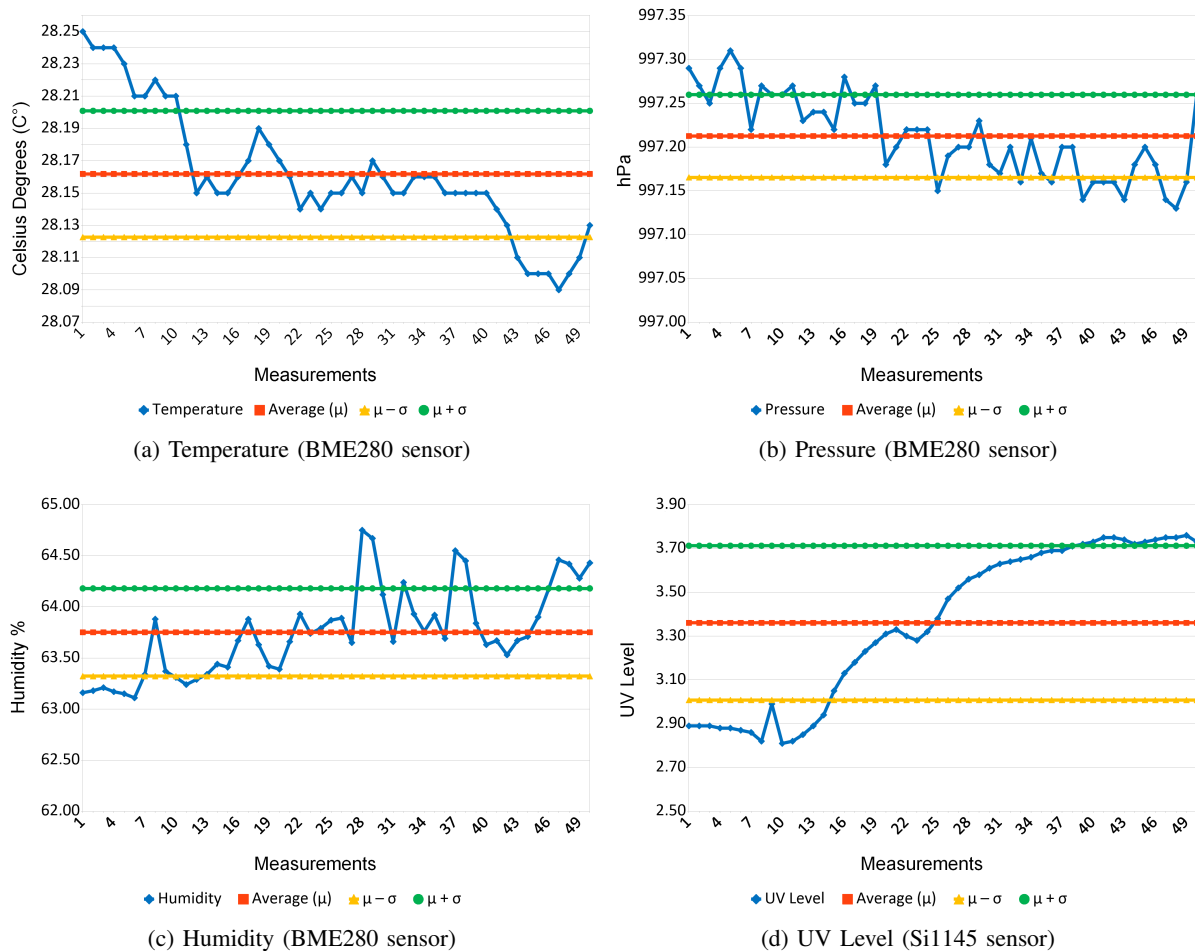 28.25
28.23
28.21
28.19
28.17
28.15
28.13
28.11
28.09
28.07
Celsius Degrees (C°)
1 4 7 10 13 16 19 22 25 28 31 34 37 40 43 46 49
Measurements
Temperature Average (µ) µ – σ µ + σ
(a) Temperature (BME280 sensor)
997.35
997.30
997.25
997.20
997.15
997.10
997.05
997.00
hPa
1 4 7 10 13 16 19 22 25 28 31 34 37 40 43 46 49
Measurements
Pressure Average (µ) µ – σ µ + σ
(b) Pressure (BME280 sensor)
65.00
64.50
64.00
63.50
63.00
62.50
62.00
Humidity %
1 4 7 10 13 16 19 22 25 28 31 34 37 40 43 46 49
Measurements
Humidity Average (µ) µ – σ µ + σ
(c) Humidity (BME280 sensor)
3.90
3.70
3.50
3.30
3.10
2.90
2.70
2.50
UV Level
1 4 7 10 13 16 19 22 25 28 31 34 37 40 43 46 49
Measurements
UV Level Average (µ) µ – σ µ + σ
(d) UV Level (Si1145 sensor)